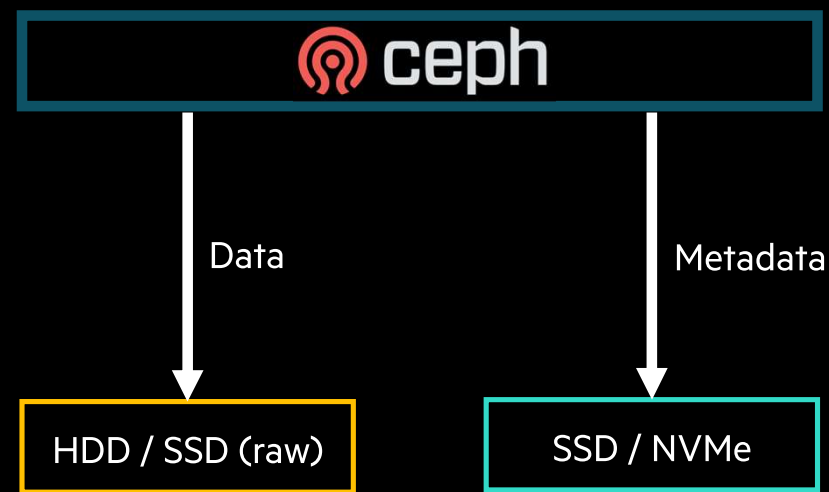 ceph
Data
Metadata
HDD / SSD (raw)
SSD / NVMe